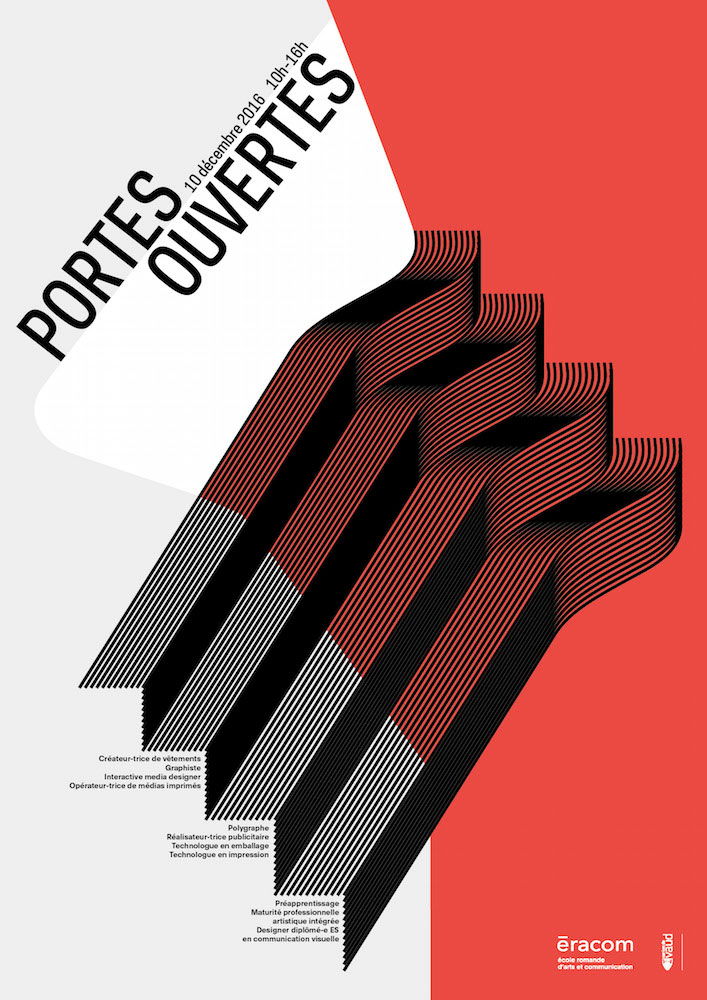 PORTES
10 décembre 2016 10h-16h
OUVERTES
Créateur-trice de vêtements
Graphiste
Interactive media designer
Opérateur-trice de médias imprimés
Polygraphe
Réalisateur-trice publicitaire
Technologue en emballage
Technologue en impression
Préapprentissage
Maturité professionnelle
artistique intégrée
Designer diplômé-e ES
en communication visuelle
ēracom
école romande
d'arts et communication
vaud